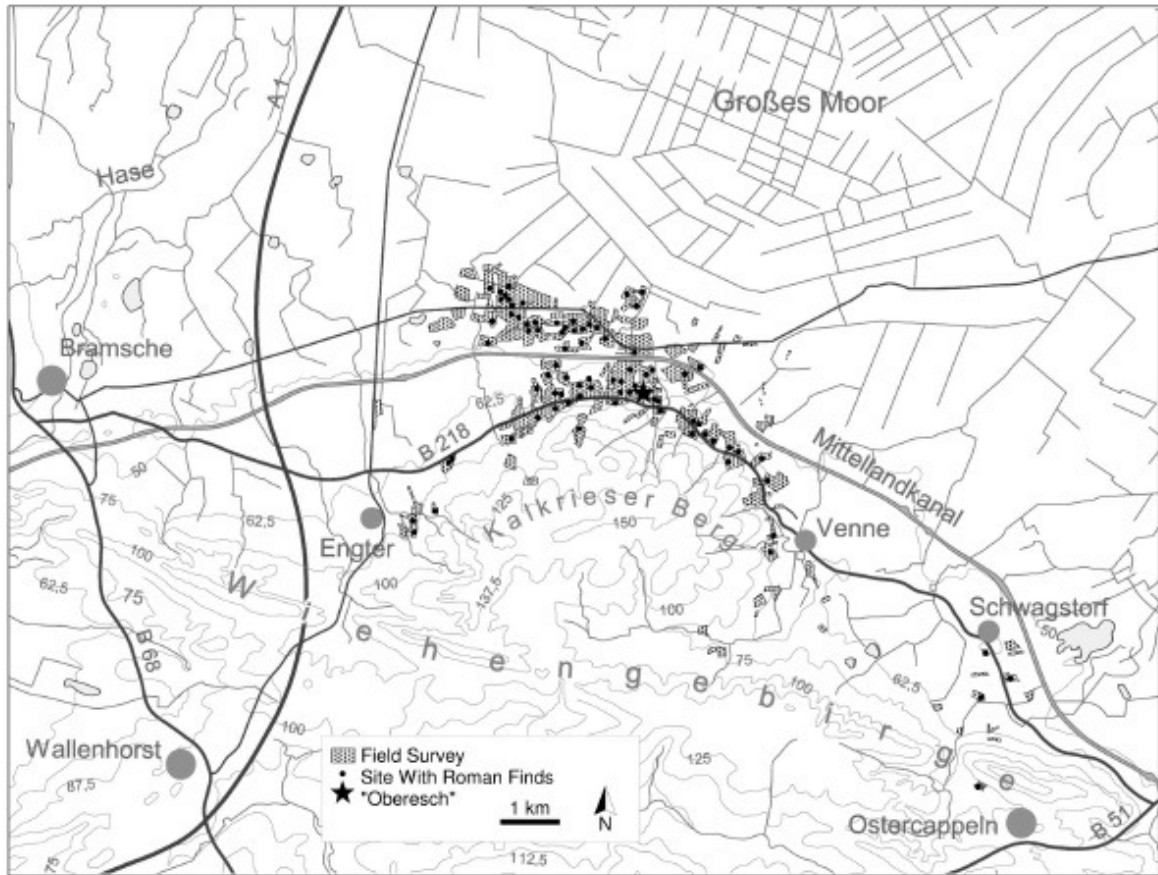 Großes Moor
A1
Hase
Bramsche
62,5
B 218
Mittellandkanal
50
75
Kalkrieser Berg
125
150
Venne
Engter
62,5
100
100
137,5
Schwagstorf
50
62,5
75
B 68
Wiehengebirge
100
75
100
62,5
Wallenhorst
100
125
87,5
Ostercappeln
B 51
75
112,5
Field Survey
Site With Roman Finds
"Oberesch"
1 km
N